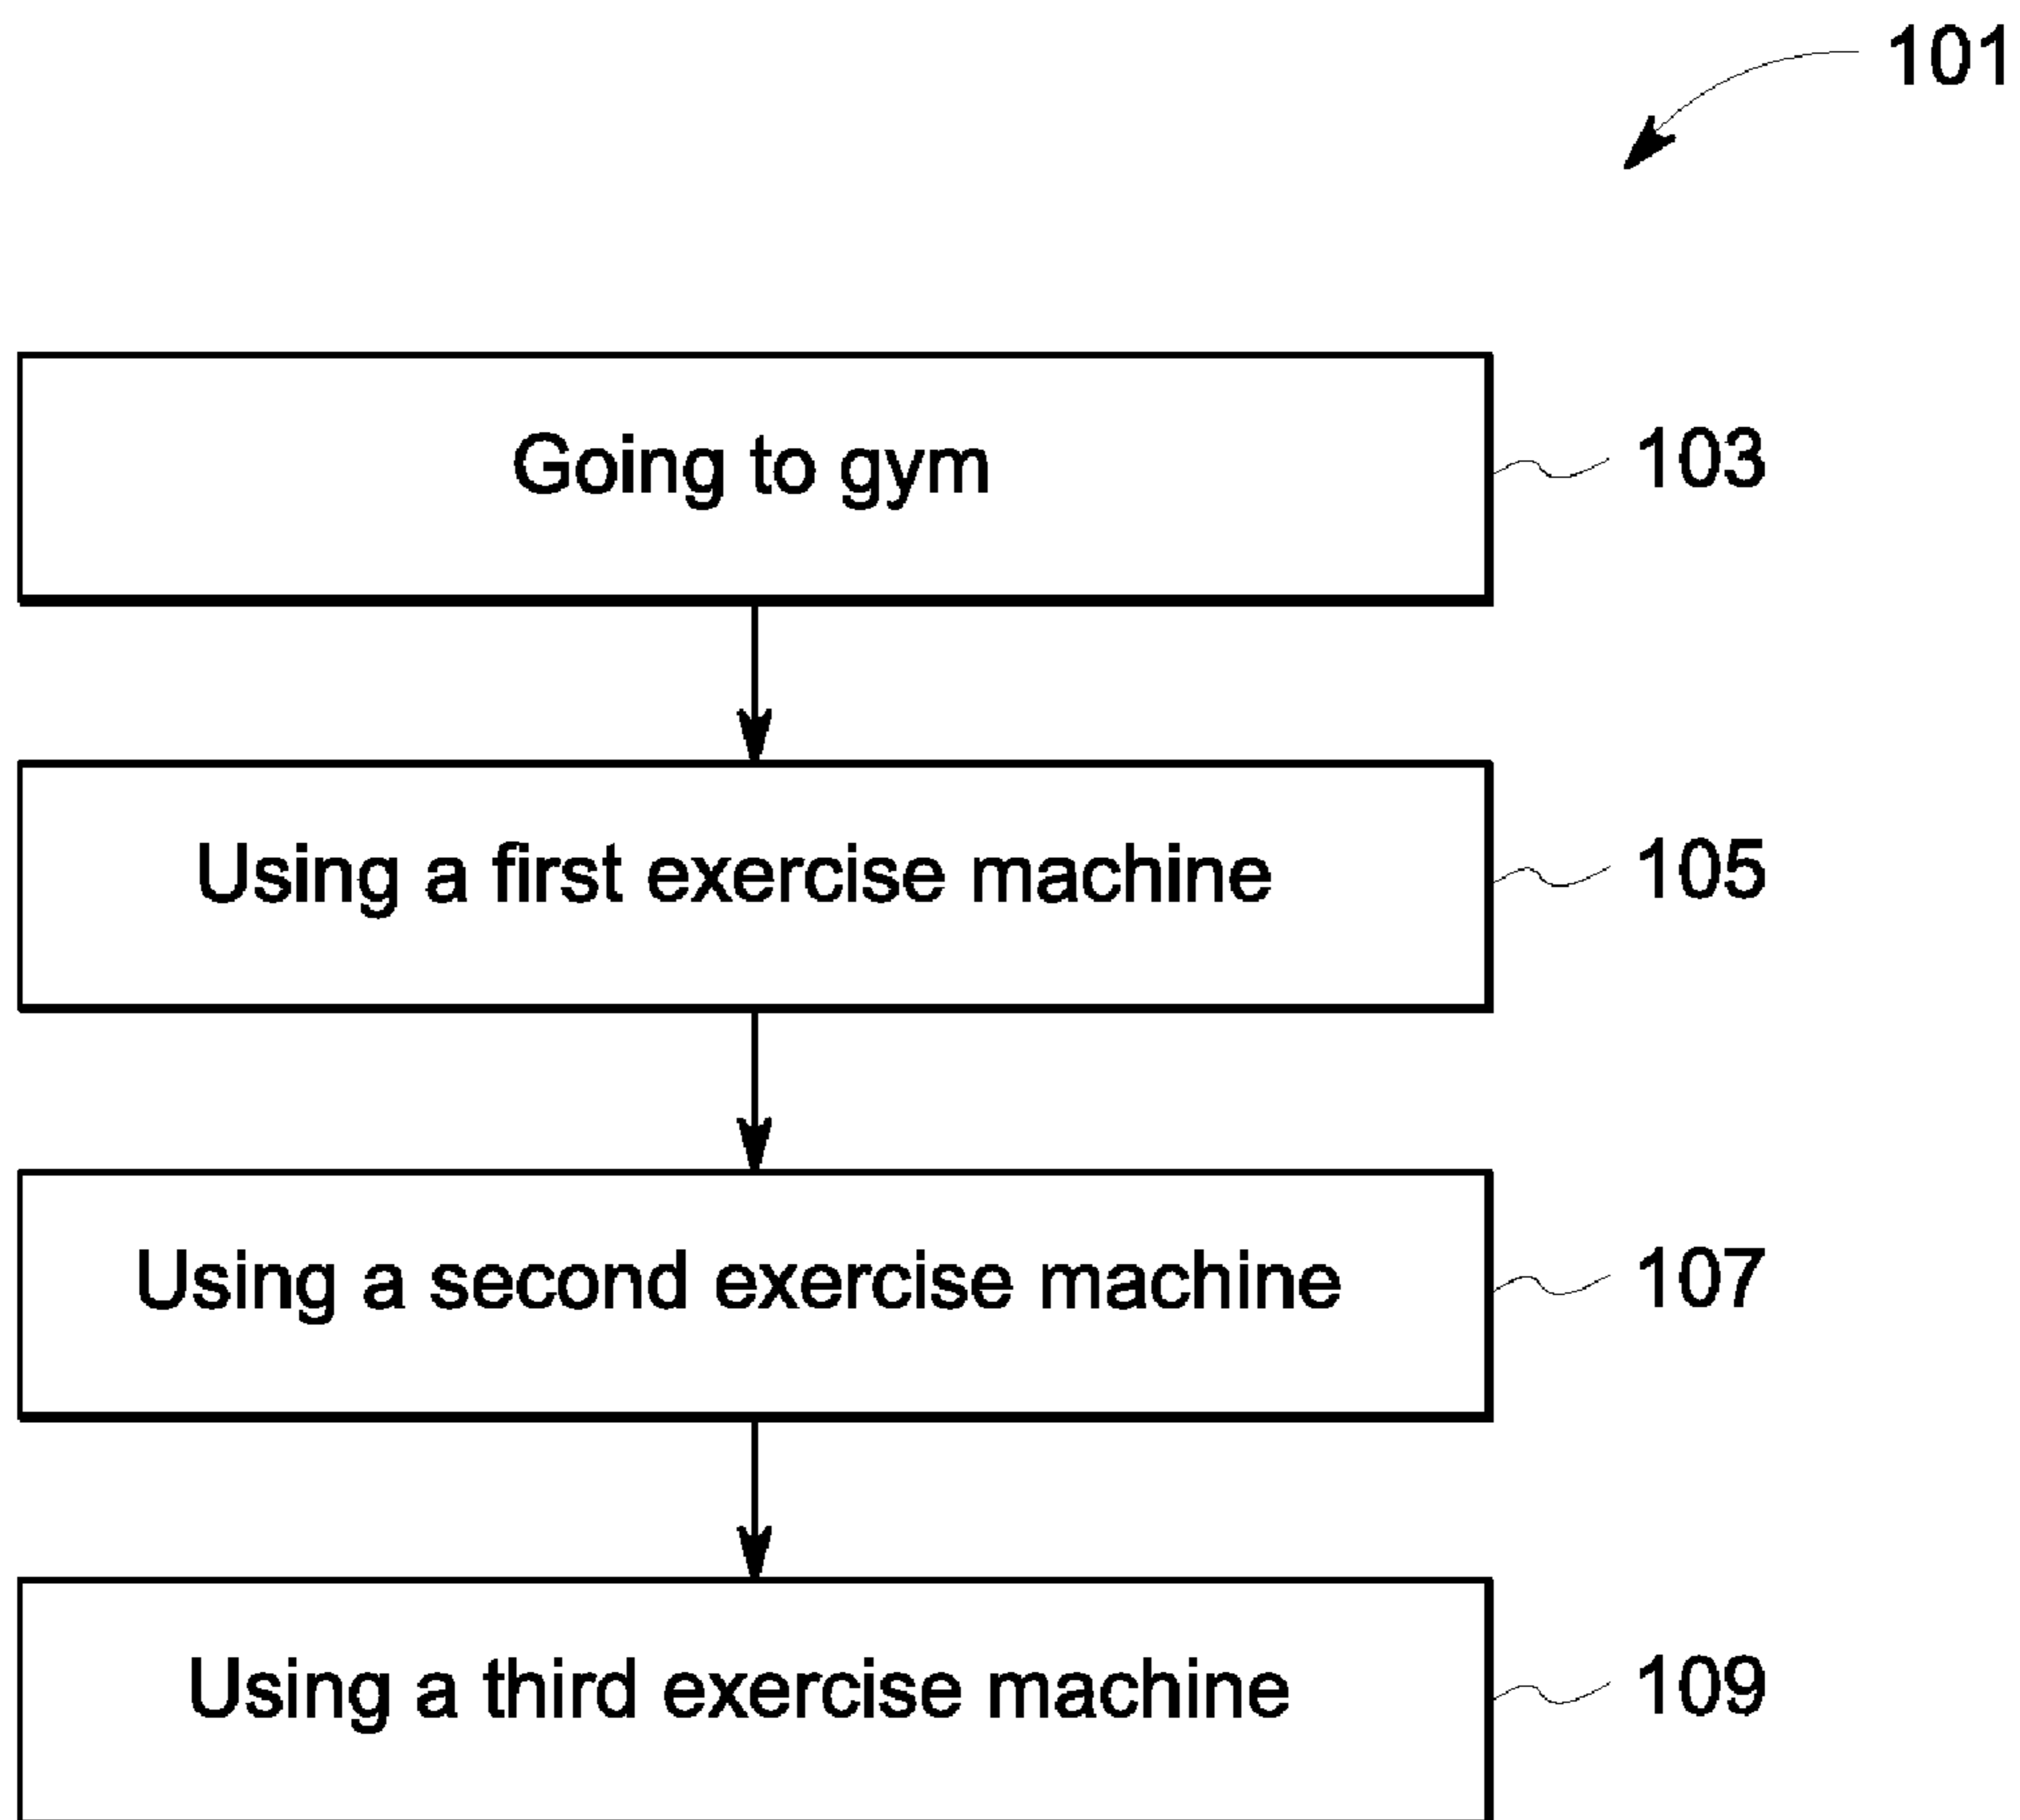 101
Going to gym
103
Using a first exercise machine
105
Using a second exercise machine
107
Using a third exercise machine
109